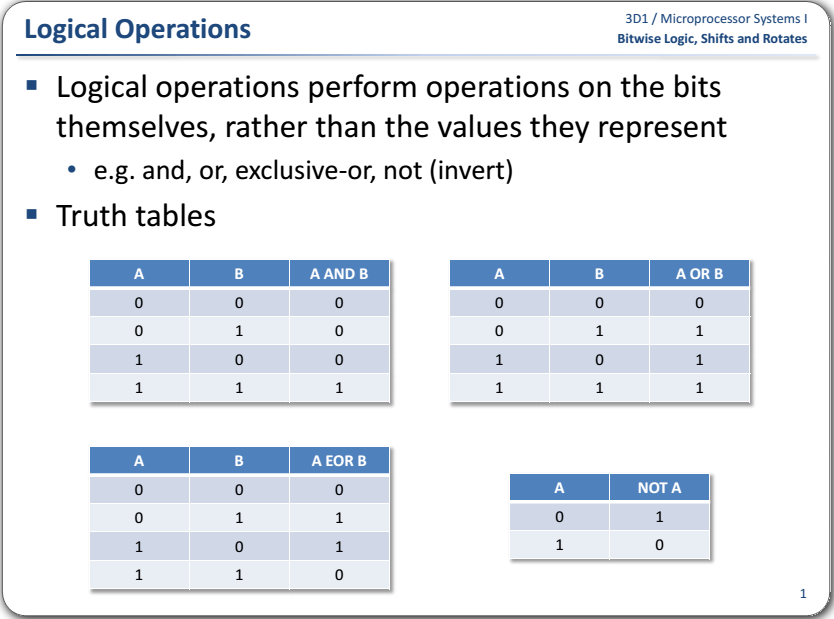 Logical Operations
3D1 / Microprocessor Systems I
Bitwise Logic, Shifts and Rotates
▪ Logical operations perform operations on the bits
themselves, rather than the values they represent
• e.g. and, or, exclusive-or, not (invert)
▪ Truth tables
A B A AND B
0 0 0
0 1 0
1 0 0
1 1 1
A B A OR B
0 0 0
0 1 1
1 0 1
1 1 1
A B A EOR B
0 0 0
0 1 1
1 0 1
1 1 0
A NOT A
0 1
1 0
1